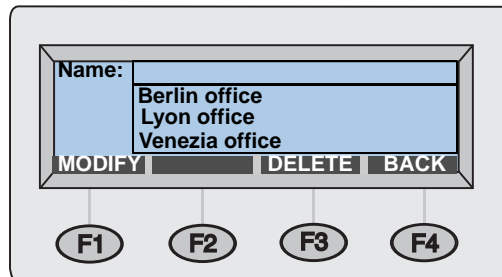 Name:
Berlin office
Lyon office
Venezia office
MODIFY DELETE BACK
F1 F2 F3 F4